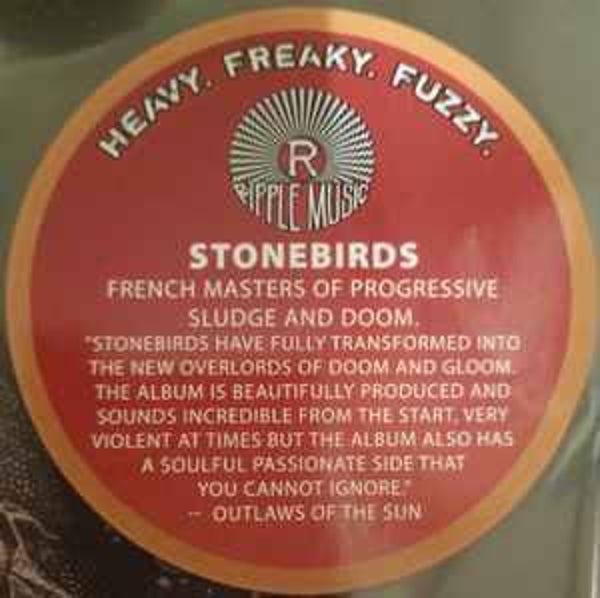 HEAVY. FREAKY. FUZZY.
R
RIPPLE MUSIC
STONEBIRDS
FRENCH MASTERS OF PROGRESSIVE
SLUDGE AND DOOM.
"STONEBIRDS HAVE FULLY TRANSFORMED INTO
THE NEW OVERLORDS OF DOOM AND GLOOM.
THE ALBUM IS BEAUTIFULLY PRODUCED AND
SOUNDS INCREDIBLE FROM THE START. VERY
VIOLENT AT TIMES BUT THE ALBUM ALSO HAS
A SOULFUL PASSIONATE SIDE THAT
YOU CANNOT IGNORE."
-- OUTLAWS OF THE SUN